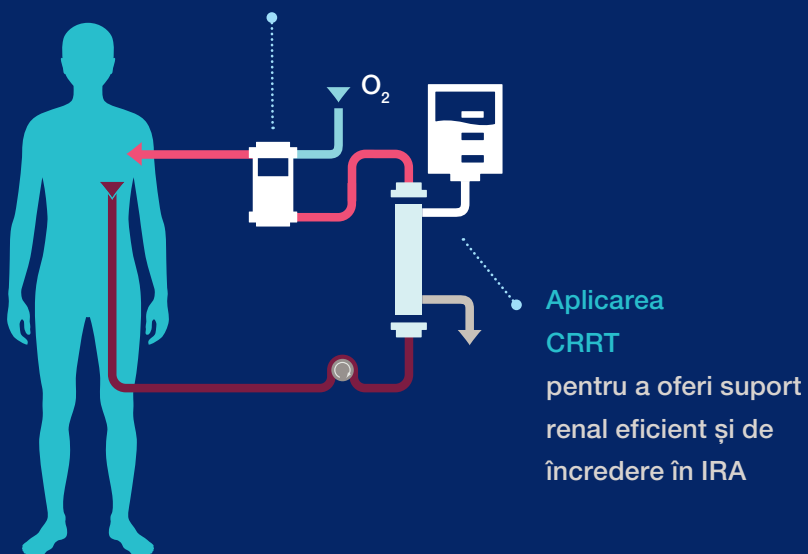 O₂
Aplicarea
CRRT
pentru a oferi suport
renal eficient și de
încredere în IRA